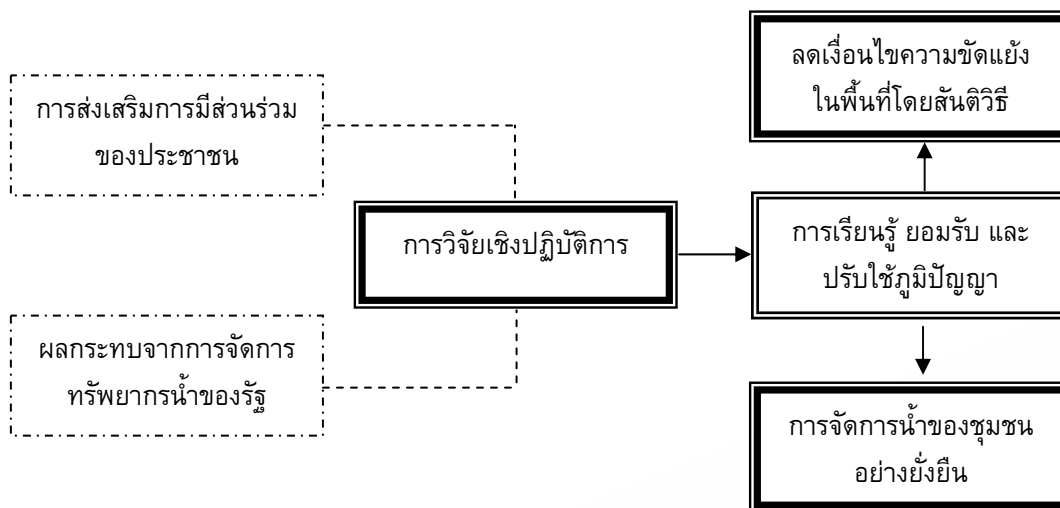 การส่งเสริมการมีส่วนร่วม
ของประชาชน
ผลกระทบจากการจัดการ
ทรัพยากรน้ำของรัฐ
การวิจัยเชิงปฏิบัติการ
ลดเงื่อนไขความขัดแย้ง
ในพื้นที่โดยสันติวิธี
การเรียนรู้ ยอมรับ และ
ปรับใช้ภูมิปัญญา
การจัดการน้ำของชุมชน
อย่างยั่งยืน